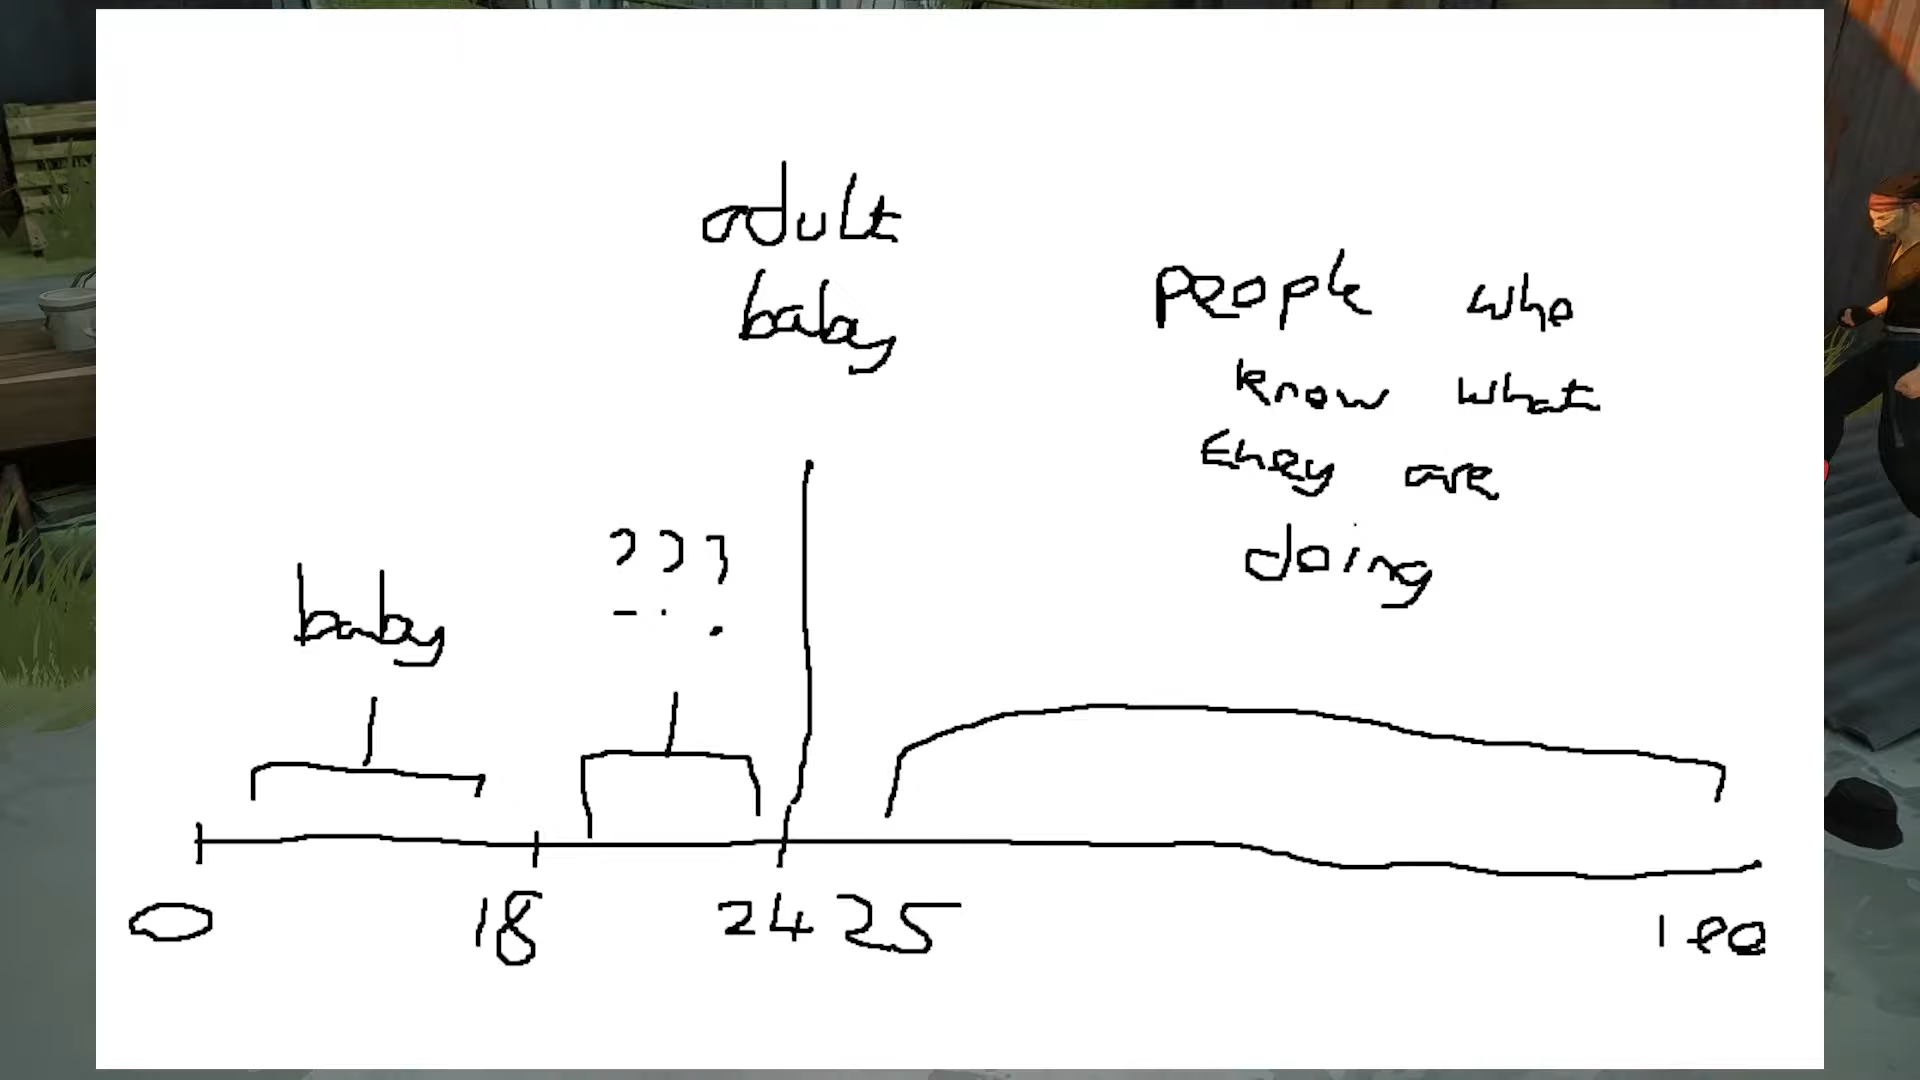 adult
baby
people who
know what
they are
doing
???
baby
0 18 24 25 100